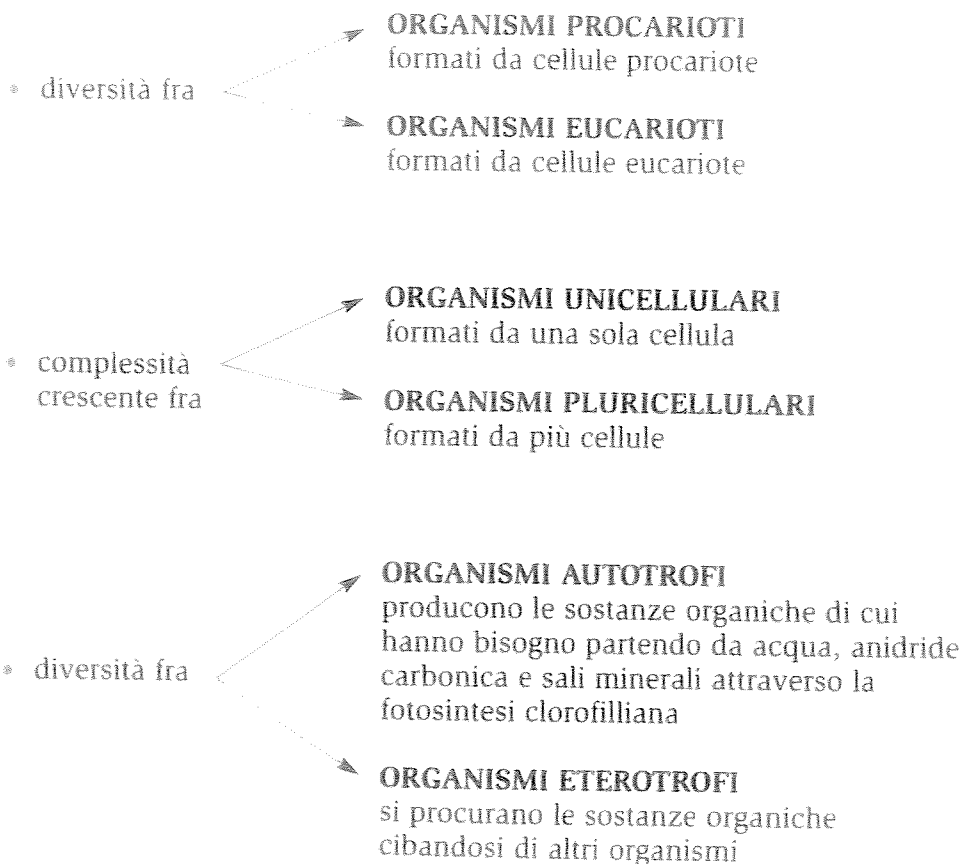 ORGANISMI PROCARIOTI
formati da cellule procariote
• diversità fra
ORGANISMI EUCARIOTI
formati da cellule eucariote
ORGANISMI UNICELLULARI
formati da una sola cellula
• complessità
crescente fra
ORGANISMI PLURICELLULARI
formati da più cellule
ORGANISMI AUTOTROFI
producono le sostanze organiche di cui
hanno bisogno partendo da acqua, anidride
carbonica e sali minerali attraverso la
fotosintesi clorofilliana
• diversità fra
ORGANISMI ETEROTROFI
si procurano le sostanze organiche
cibandosi di altri organismi